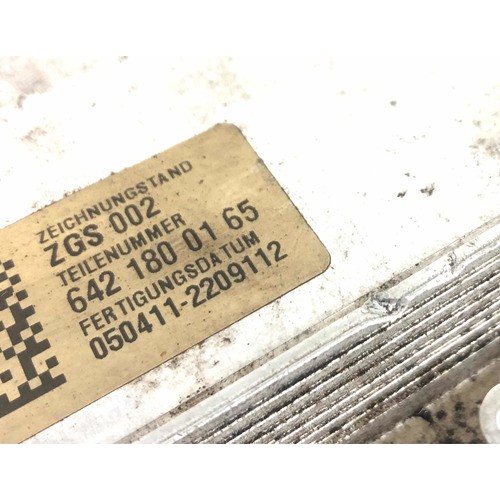 ZEICHNUNGSTAND
ZGS 002
TEILENUMMER
642 180 01 65
FERTIGUNGSDATUM
050411-2209112